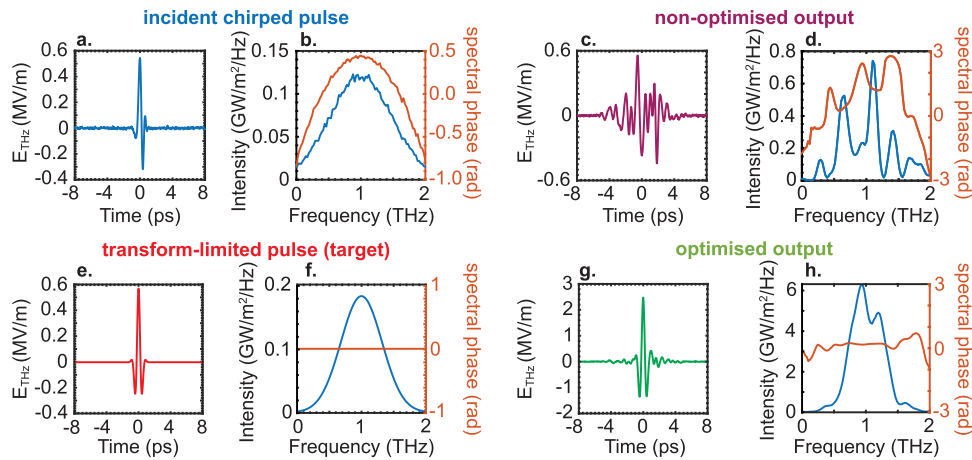 incident chirped pulse
non-optimised output
a.
b.
c.
d.
E_THz (MV/m)
0.6
0.4
0.2
0
-0.2
-0.4
-8 -4 0 4 8
Time (ps)
Intensity (GW/m²/Hz)
0.15
0.10
0.05
0
0 1 2
Frequency (THz)
0.5
0.0
-0.5
-1.0
spectral phase (rad)
E_THz (MV/m)
0.6
0
-0.6
-8 -4 0 4 8
Time (ps)
Intensity (GW/m²/Hz)
0.8
0.6
0.4
0.2
0
0 1 2
Frequency (THz)
3
0
-3
spectral phase (rad)
transform-limited pulse (target)
optimised output
e.
f.
g.
h.
E_THz (MV/m)
0.6
0.4
0.2
0
-0.2
-0.4
-8 -4 0 4 8
Time (ps)
Intensity (GW/m²/Hz)
0.2
0.1
0
0 1 2
Frequency (THz)
1
0
-1
spectral phase (rad)
E_THz (MV/m)
3
2
1
0
-1
-2
-8 -4 0 4 8
Time (ps)
Intensity (GW/m²/Hz)
6
4
2
0
0 1 2
Frequency (THz)
3
0
-3
spectral phase (rad)